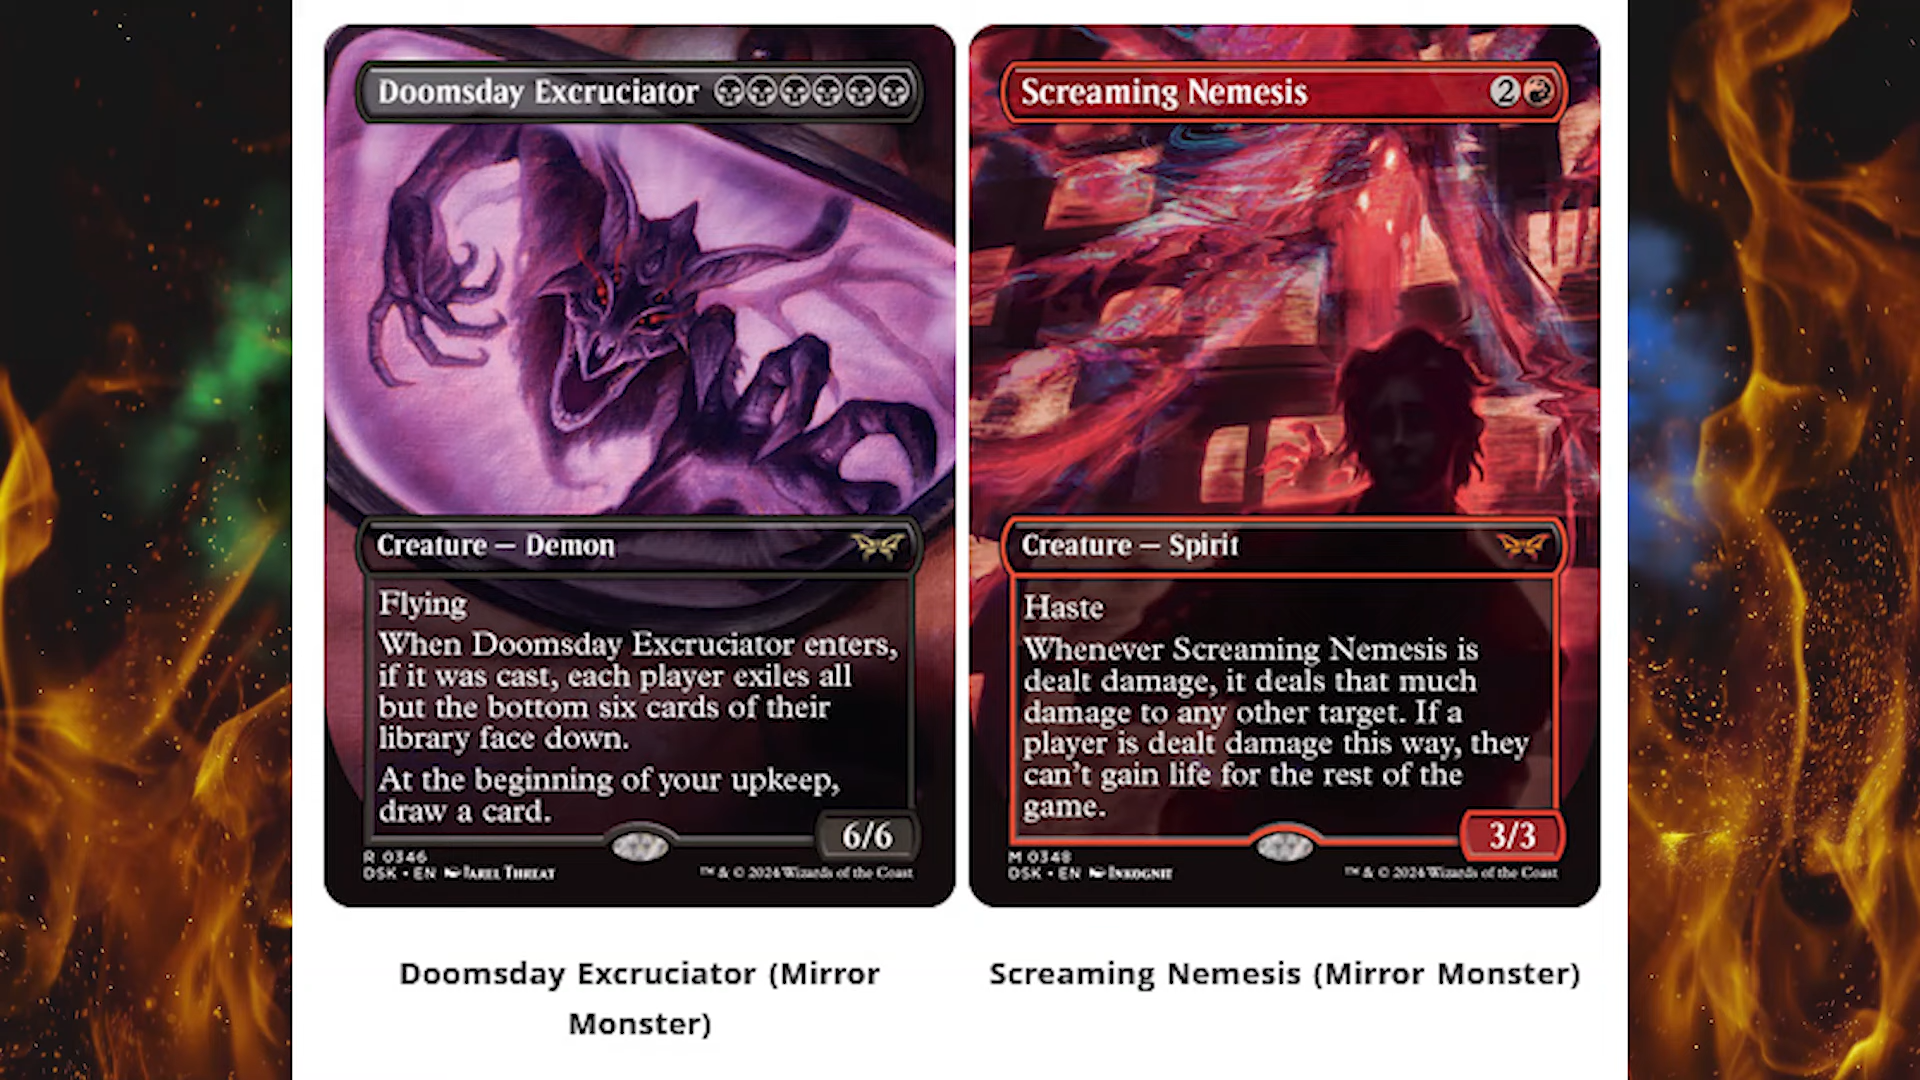 Doomsday Excruciator
Creature — Demon
Flying
When Doomsday Excruciator enters,
if it was cast, each player exiles all
but the bottom six cards of their
library face down.
At the beginning of your upkeep,
draw a card.
6/6
R 0346
DSK • EN Jarel Threat
™ & © 2024 Wizards of the Coast
Doomsday Excruciator (Mirror
Monster)
Screaming Nemesis 2
Creature — Spirit
Haste
Whenever Screaming Nemesis is
dealt damage, it deals that much
damage to any other target. If a
player is dealt damage this way, they
can't gain life for the rest of the
game.
3/3
M 0348
DSK • EN Inkognit
™ & © 2024 Wizards of the Coast
Screaming Nemesis (Mirror Monster)